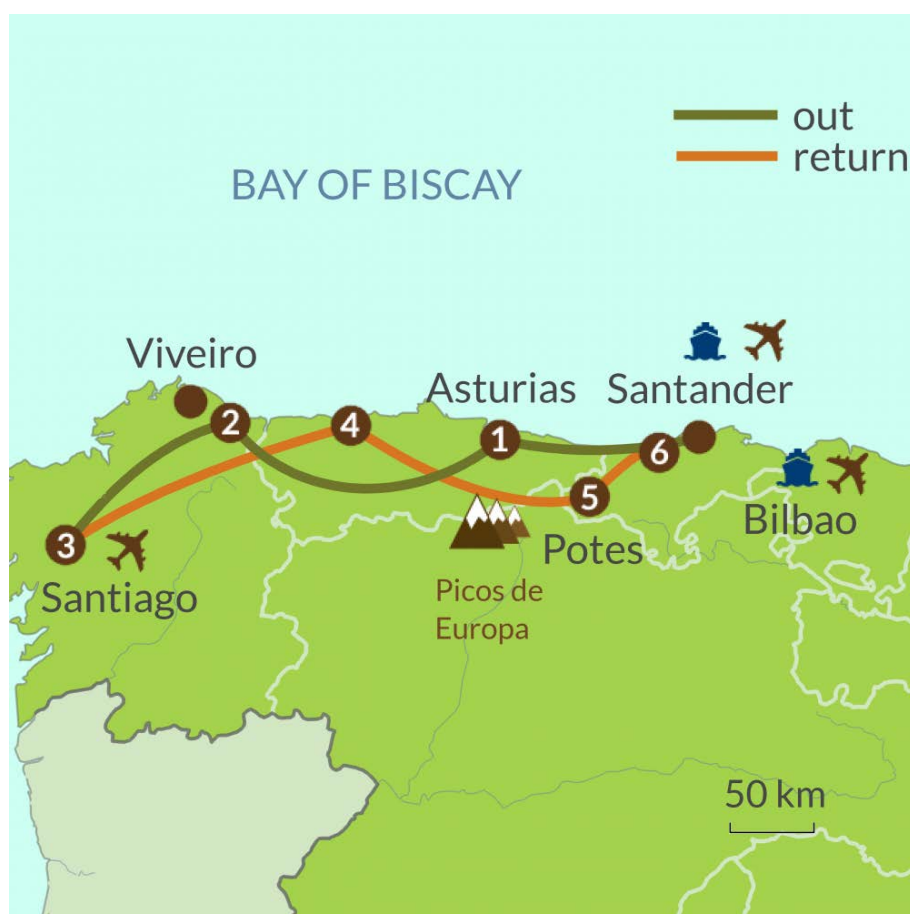 out
return
BAY OF BISCAY
Viveiro
Asturias
Santander
2
4
1
6
5
3
Bilbao
Potes
Santiago
Picos de
Europa
50 km